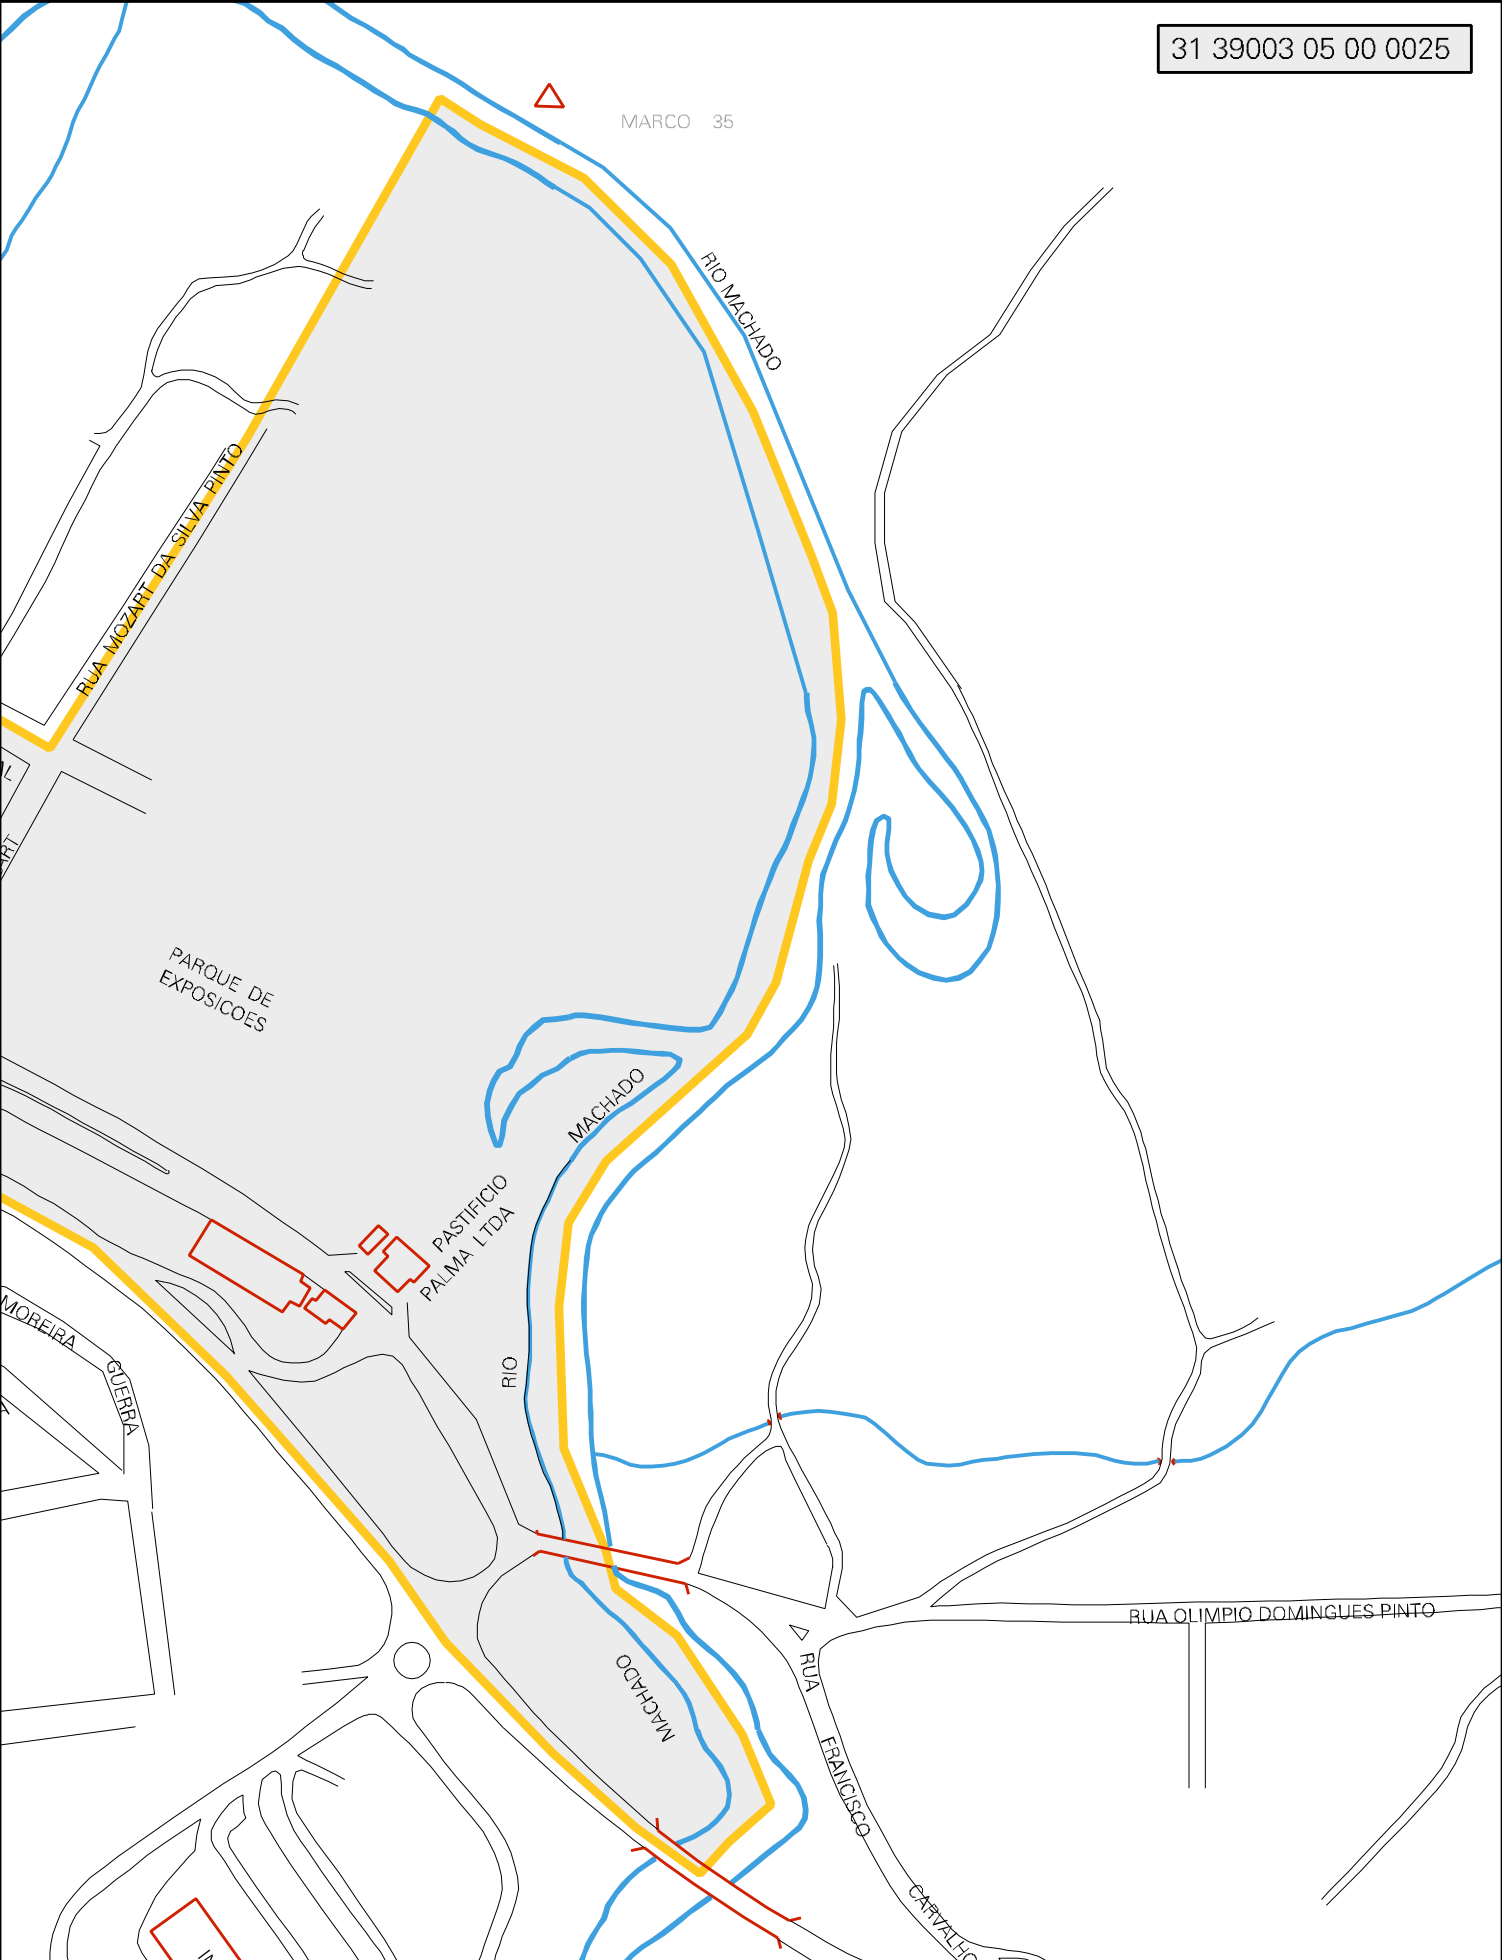 31 39003 05 00 0025
MARCO 35
RIO MACHADO
RUA MOZART DA SILVA PINTO
PARQUE DE
EXPOSICOES
MACHADO
PASTIFICIO
PALMA LTDA
RIO
MOREIRA
GUERRA
RUA OLIMPIO DOMINGUES PINTO
MACHADO
RUA
FRANCISCO
CARVALHO